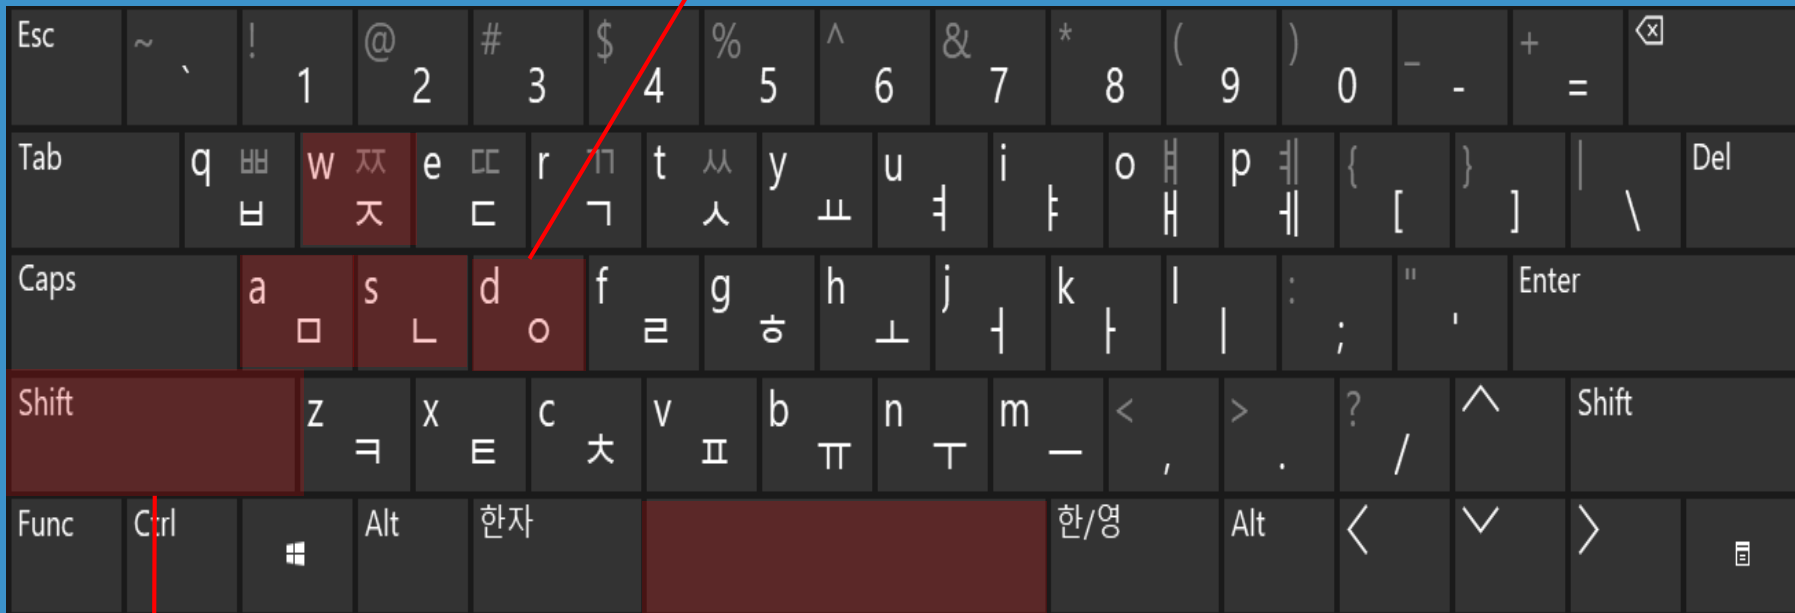 Esc ~ ` ! 1 @ 2 # 3 $ 4 % 5 ^ 6 & 7 * 8 ( 9 ) 0 _ - + =
Tab q ㅃ ㅂ w ㅉ ㅈ e ㄸ ㄷ r ㄲ ㄱ t ㅆ ㅅ y ㅛ u ㅕ i ㅑ o ㅒ ㅐ p ㅖ ㅔ { [ } ] | \ Del
Caps a ㅁ s ㄴ d ㅇ f ㄹ g ㅎ h ㅗ j ㅓ k ㅏ l ㅣ : ; " ' Enter
Shift z ㅋ x ㅌ c ㅊ v ㅍ b ㅠ n ㅜ m ㅡ < , > . ? / Shift
Func Ctrl Alt 한자 한/영 Alt